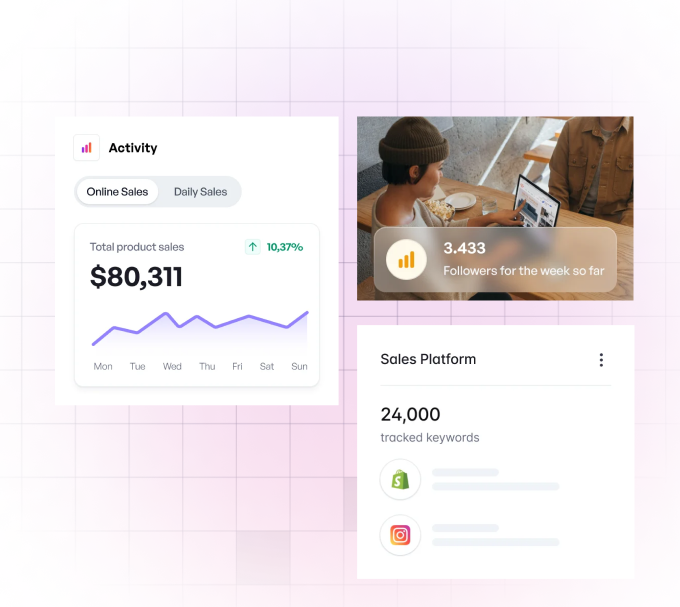 Activity
Online Sales Daily Sales
Total product sales 10,37%
$80,311
Mon Tue Wed Thu Fri Sat Sun
3.433
Followers for the week so far
Sales Platform
24,000
tracked keywords
S